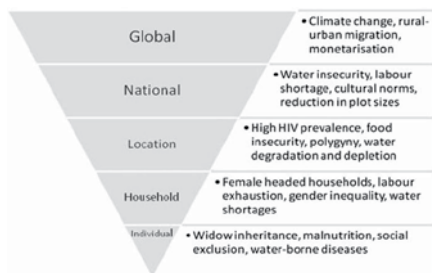 Global
• Climate change, rural-
urban migration,
monetarisation
National
• Water insecurity, labour
shortage, cultural norms,
reduction in plot sizes
Location
• High HIV prevalence, food
insecurity, polygyny, water
degradation and depletion
Household
• Female headed households, labour
exhaustion, gender inequality, water
shortages
Individual
• Widow inheritance, malnutrition, social
exclusion, water-borne diseases